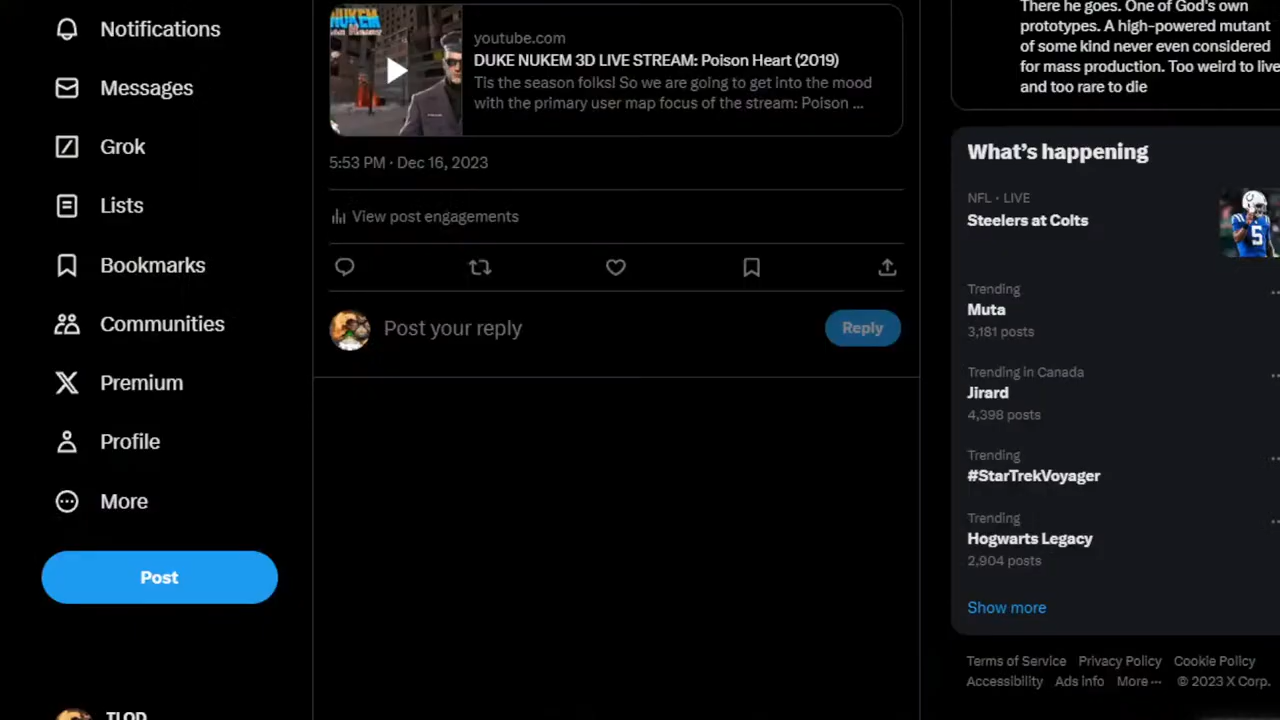 Notifications
Messages
Grok
Lists
Bookmarks
Communities
Premium
Profile
More
Post
TLOD
NUKEM
youtube.com
DUKE NUKEM 3D LIVE STREAM: Poison Heart (2019)
Tis the season folks! So we are going to get into the mood
with the primary user map focus of the stream: Poison ...
5:53 PM · Dec 16, 2023
View post engagements
Post your reply
Reply
There he goes. One of God's own
prototypes. A high-powered mutant
of some kind never even considered
for mass production. Too weird to live
and too rare to die
What's happening
NFL · LIVE
Steelers at Colts
5
Trending
Muta
3,181 posts
Trending in Canada
Jirard
4,398 posts
Trending
#StarTrekVoyager
Trending
Hogwarts Legacy
2,904 posts
Show more
Terms of Service Privacy Policy Cookie Policy
Accessibility Ads info More ··· © 2023 X Corp.